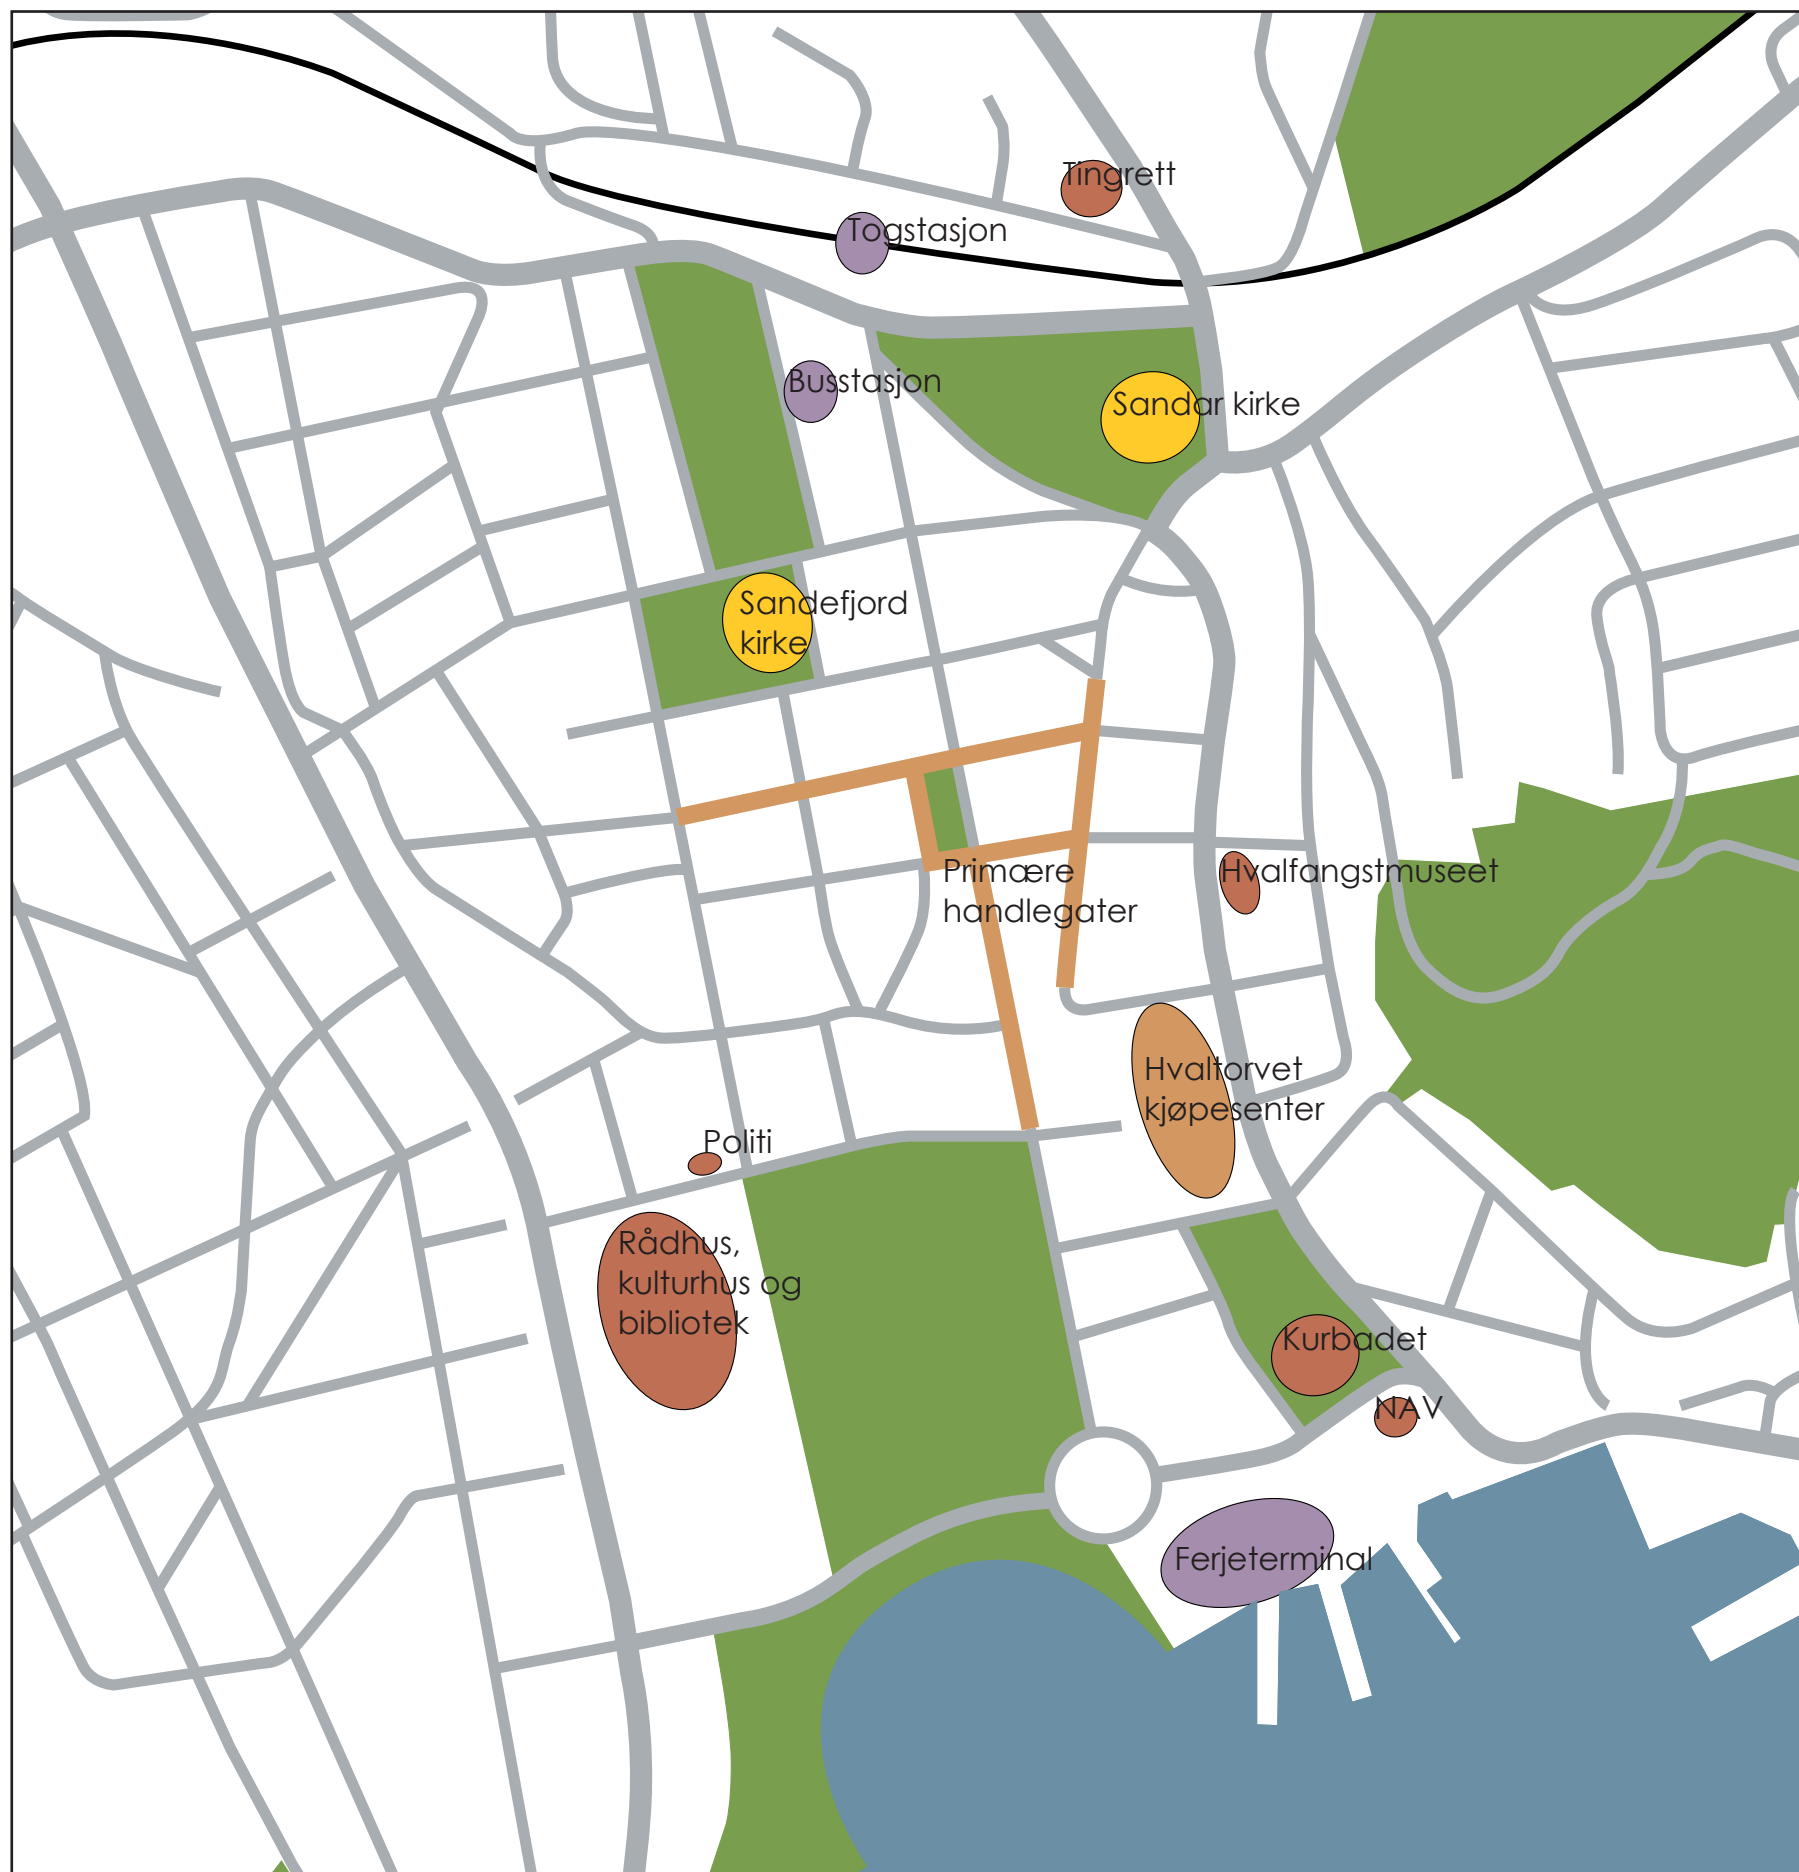 Tingrett
Togstasjon
Busstasjon
Sandar kirke
Sandefjord
kirke
Primære
handlegater
Hvalfangstmuseet
Hvaltorvet
kjøpesenter
Politi
Rådhus,
kulturhus og
bibliotek
Kurbadet
NAV
Ferjeterminal